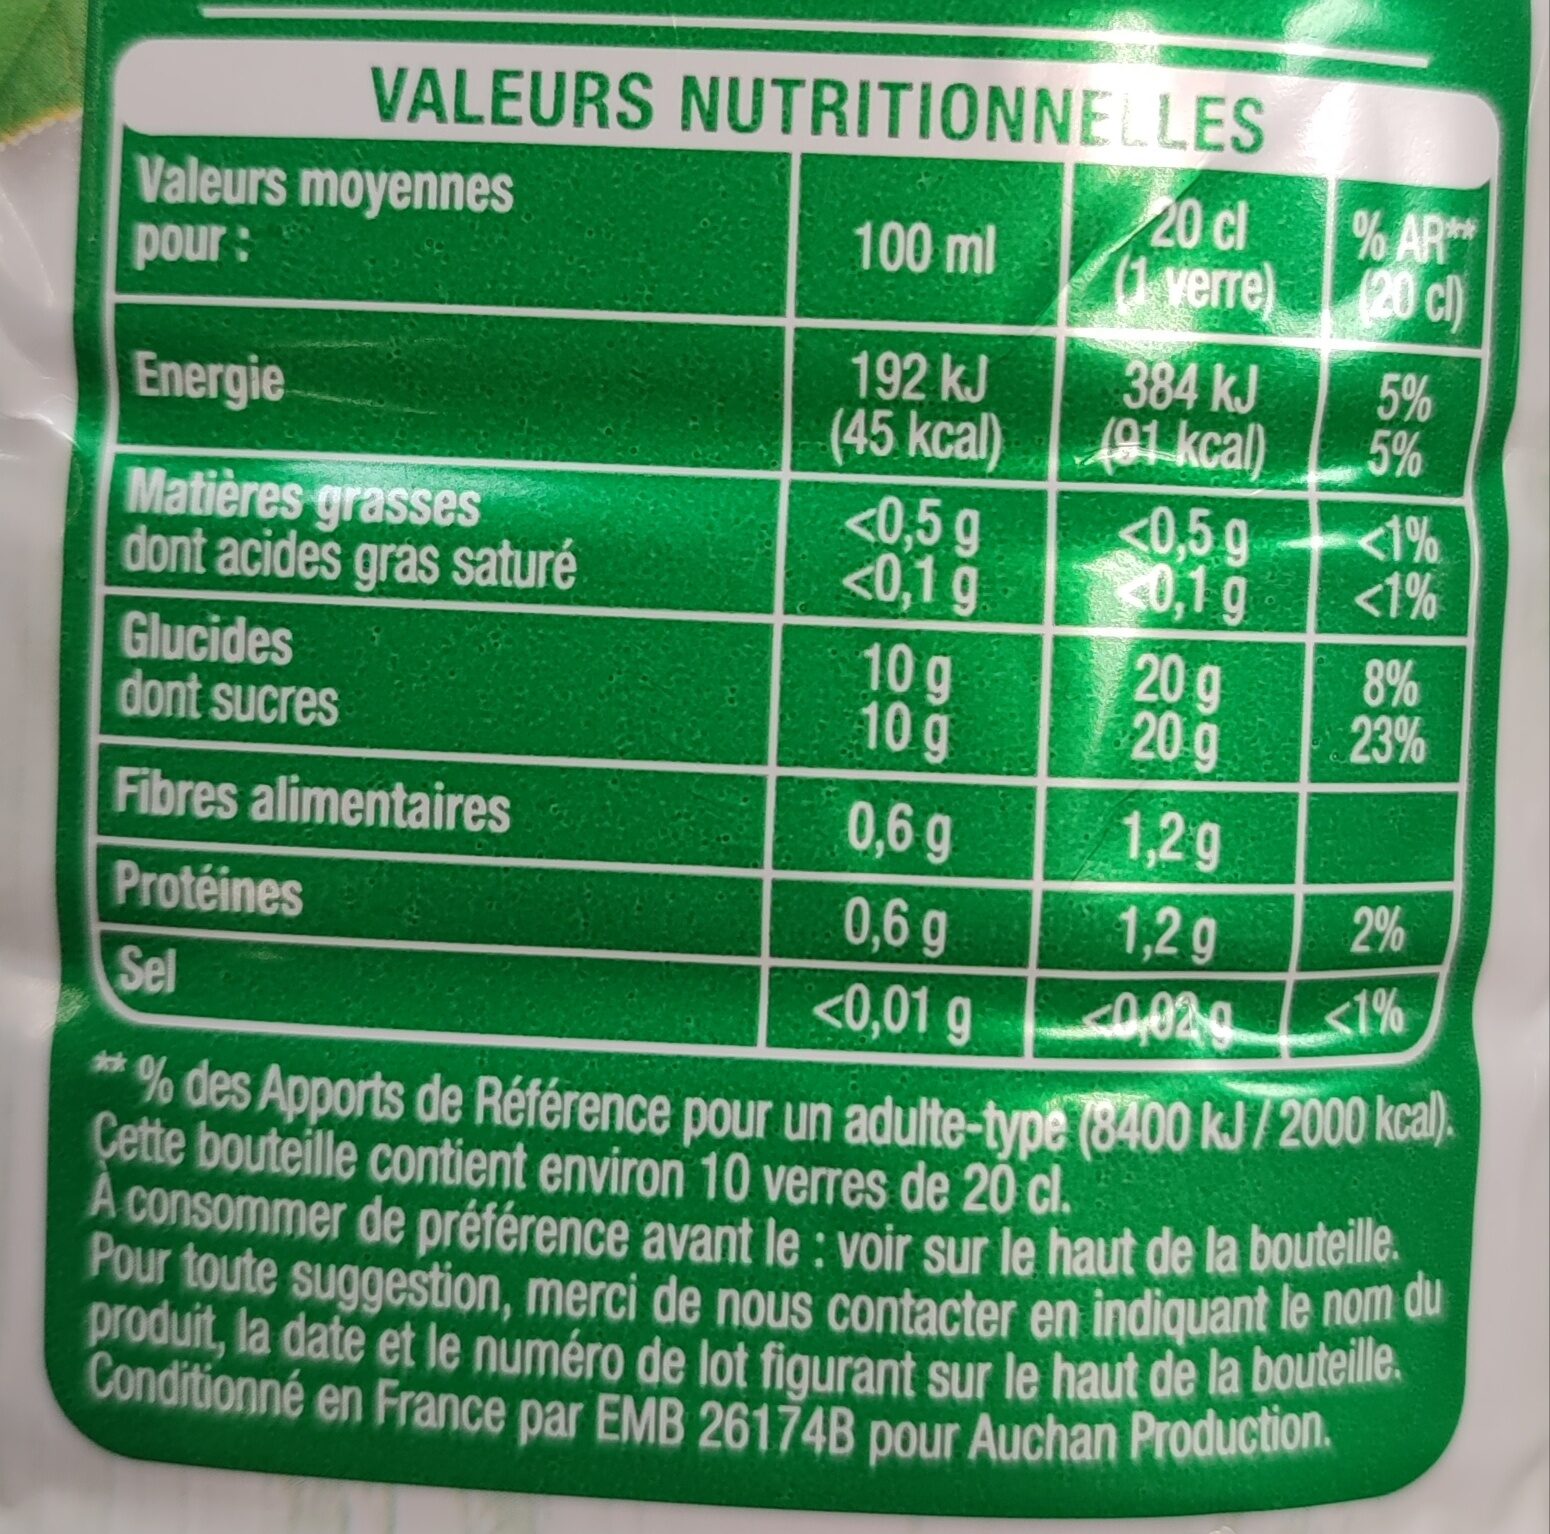 VALEURS NUTRITIONNELLES
Valeurs moyennes pour : 100 ml 20 cl (1 verre) % AR** (20 cl)
Energie 192 kJ 384 kJ 5%
(45 kcal) (91 kcal) 5%
Matières grasses <0,5 g <0,5 g <1%
dont acides gras saturé <0,1 g <0,1 g <1%
Glucides 10 g 20 g 8%
dont sucres 10 g 20 g 23%
Fibres alimentaires 0,6 g 1,2 g
Protéines 0,6 g 1,2 g 2%
Sel <0,01 g <0,02 g <1%
** % des Apports de Référence pour un adulte-type (8400 kJ / 2000 kcal).
Cette bouteille contient environ 10 verres de 20 cl.
À consommer de préférence avant le : voir sur le haut de la bouteille.
Pour toute suggestion, merci de nous contacter en indiquant le nom du
produit, la date et le numéro de lot figurant sur le haut de la bouteille.
Conditionné en France par EMB 26174B pour Auchan Production.